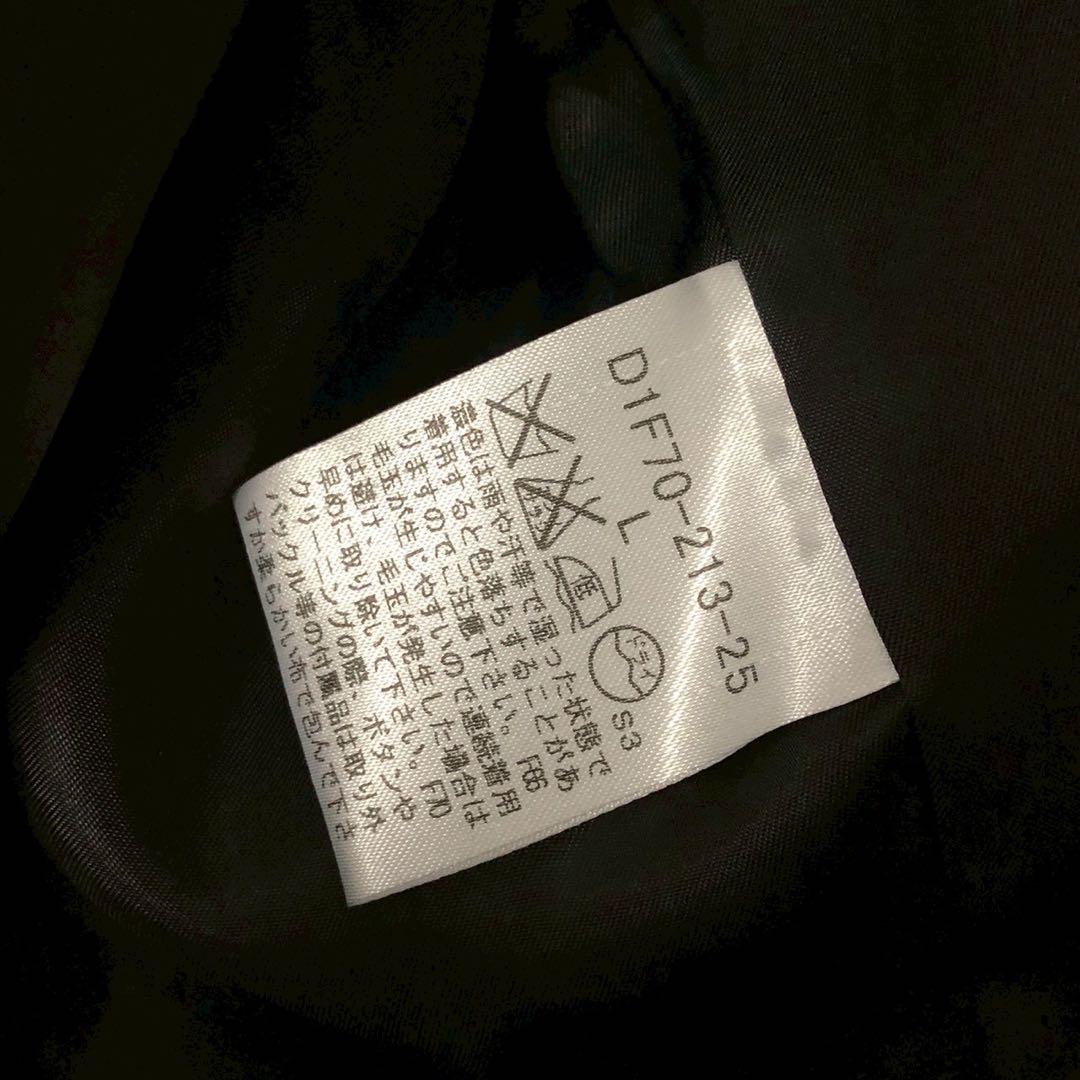 D1F70-213-25
L
低 ドライ S3
濃色は雨や汗等で湿った状態で
着用すると色落ちすることがあ
りますのでご注意下さい。 F86
毛玉が生じやすいので連続着用
は避け、毛玉が発生した場合は
早めに取り除いて下さい。 F70
クリーニングの際、ボタンや
バックル等の付属品は取り外
すか柔らかい布で包んで下さ